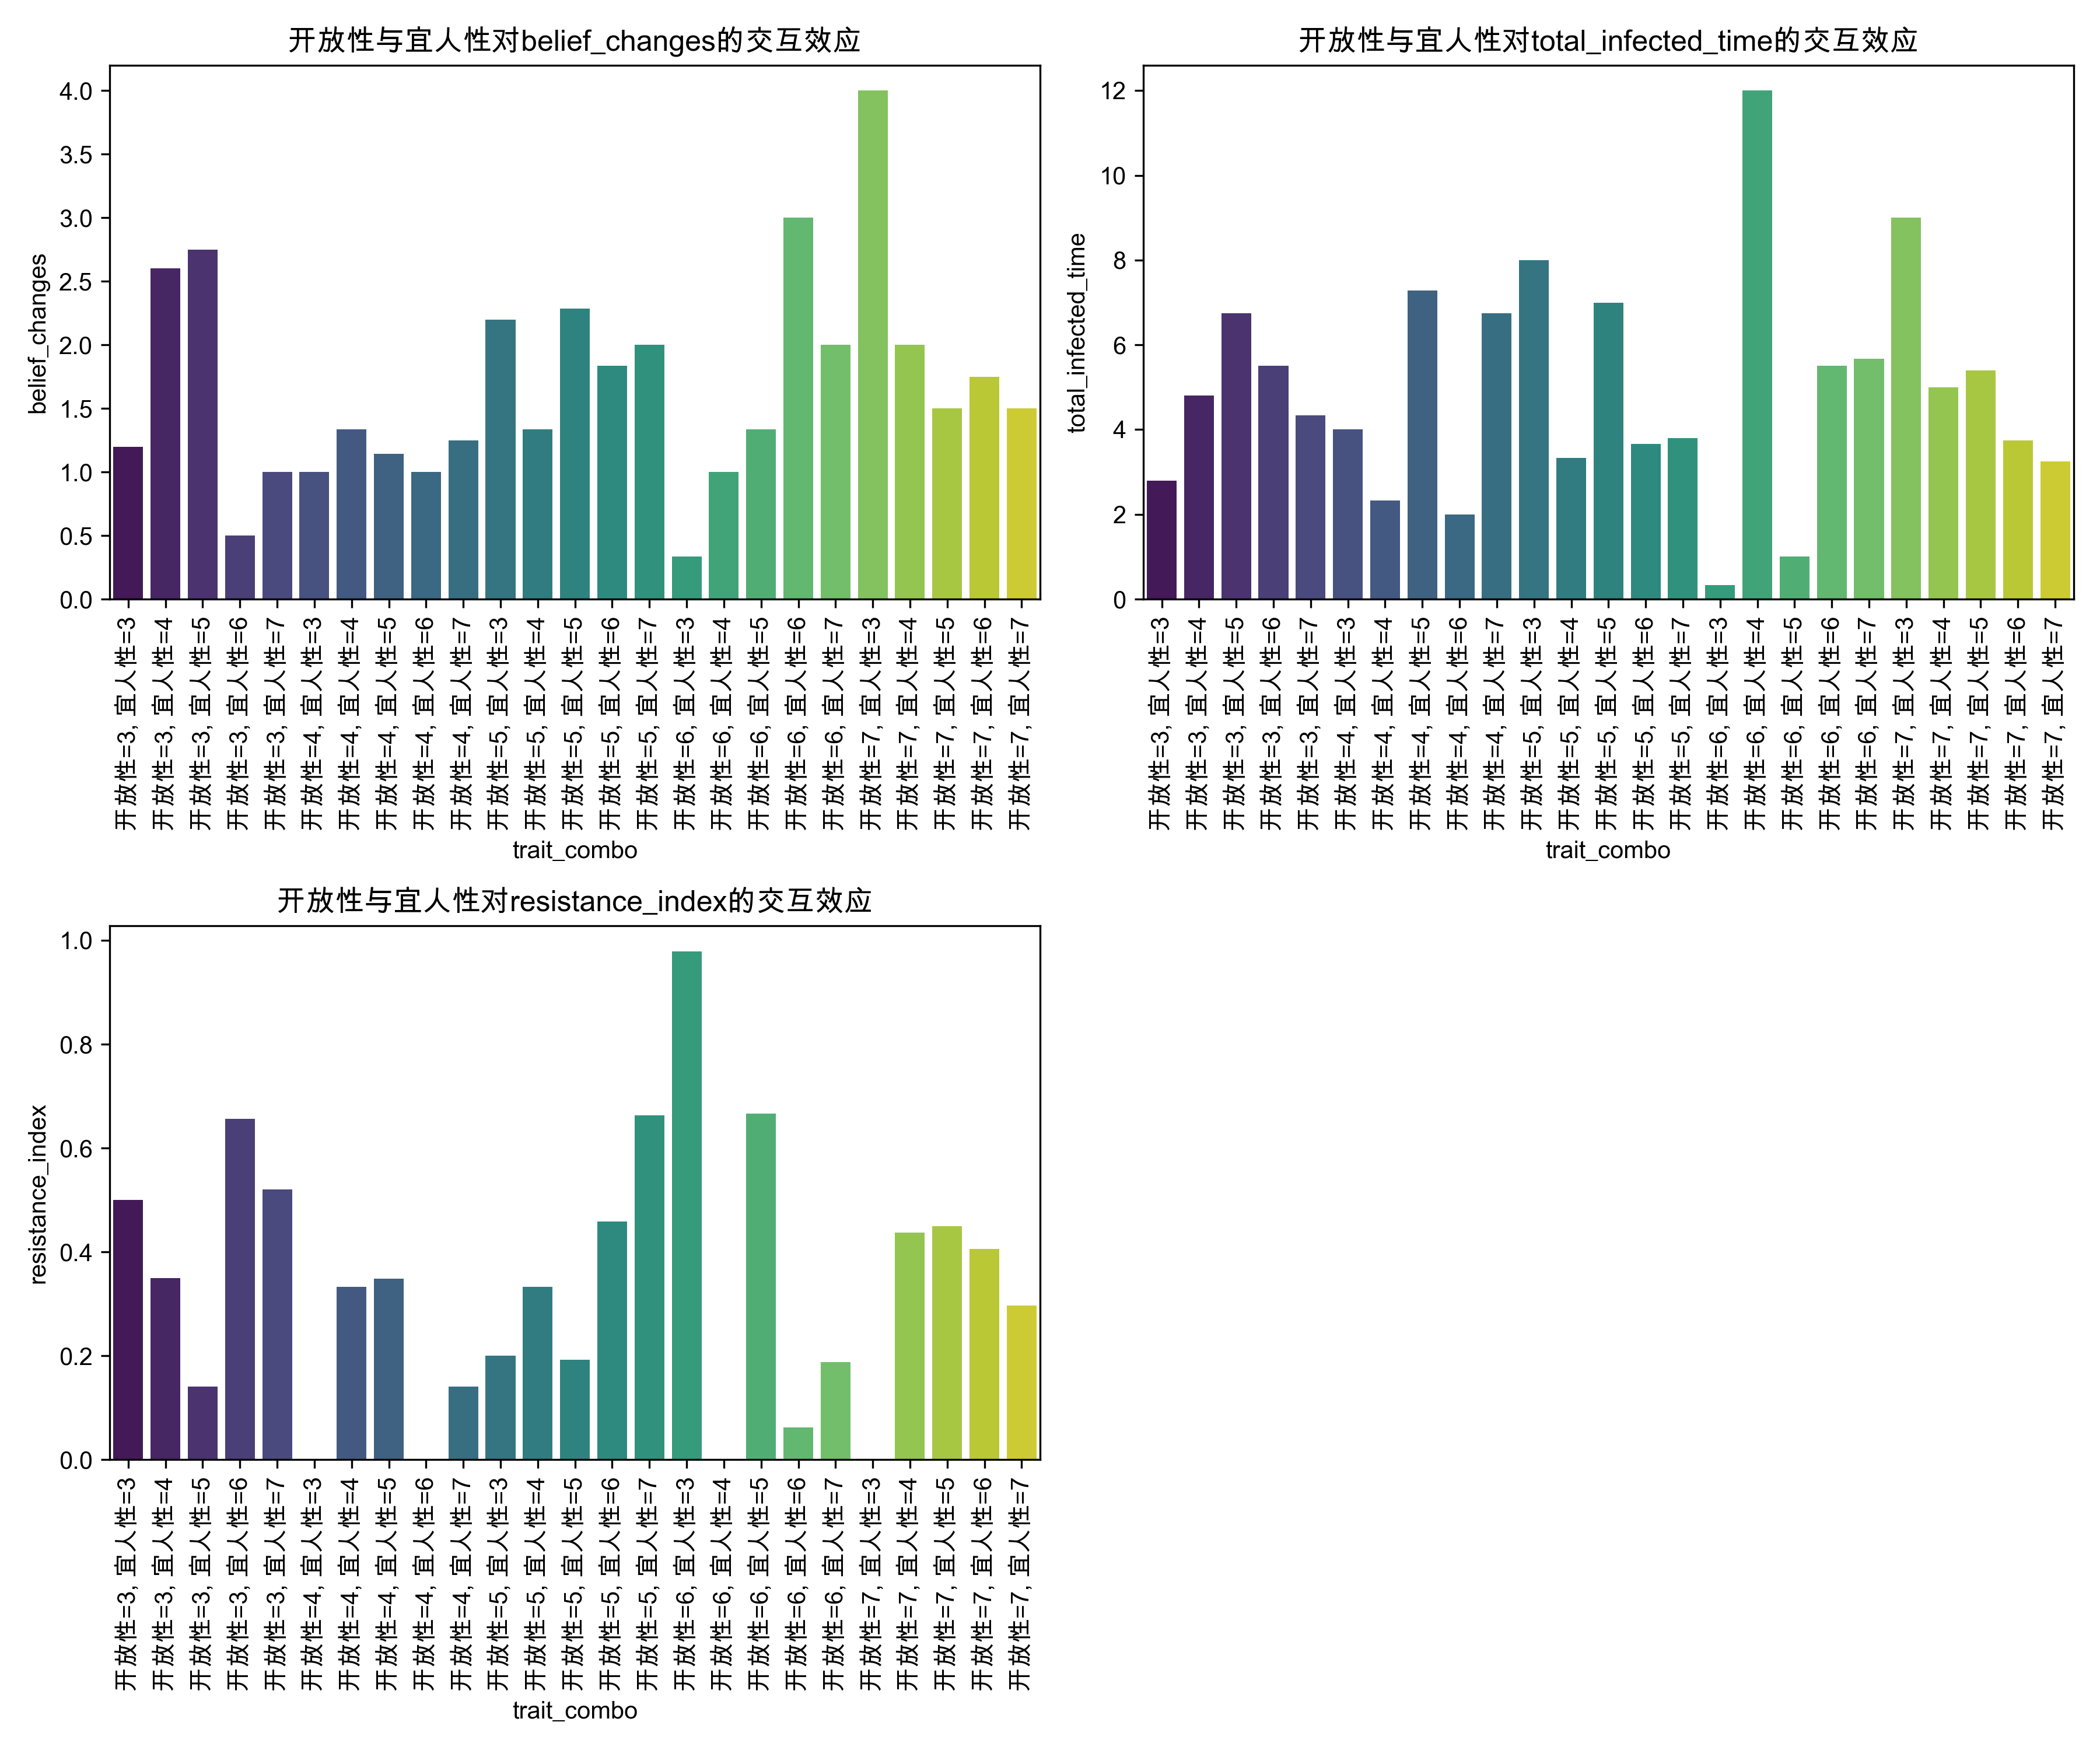 开放性与宜人性对belief_changes的交互效应
4.0
3.5
3.0
2.5
2.0
1.5
1.0
0.5
0.0
belief_changes
开放性=3, 宜人性=3
开放性=3, 宜人性=4
开放性=3, 宜人性=5
开放性=3, 宜人性=6
开放性=3, 宜人性=7
开放性=4, 宜人性=3
开放性=4, 宜人性=4
开放性=4, 宜人性=5
开放性=4, 宜人性=6
开放性=4, 宜人性=7
开放性=5, 宜人性=3
开放性=5, 宜人性=4
开放性=5, 宜人性=5
开放性=5, 宜人性=6
开放性=5, 宜人性=7
开放性=6, 宜人性=3
开放性=6, 宜人性=4
开放性=6, 宜人性=5
开放性=6, 宜人性=6
开放性=6, 宜人性=7
开放性=7, 宜人性=3
开放性=7, 宜人性=4
开放性=7, 宜人性=5
开放性=7, 宜人性=6
开放性=7, 宜人性=7
trait_combo
开放性与宜人性对total_infected_time的交互效应
12
10
8
6
4
2
0
total_infected_time
开放性=3, 宜人性=3
开放性=3, 宜人性=4
开放性=3, 宜人性=5
开放性=3, 宜人性=6
开放性=3, 宜人性=7
开放性=4, 宜人性=3
开放性=4, 宜人性=4
开放性=4, 宜人性=5
开放性=4, 宜人性=6
开放性=4, 宜人性=7
开放性=5, 宜人性=3
开放性=5, 宜人性=4
开放性=5, 宜人性=5
开放性=5, 宜人性=6
开放性=5, 宜人性=7
开放性=6, 宜人性=3
开放性=6, 宜人性=4
开放性=6, 宜人性=5
开放性=6, 宜人性=6
开放性=6, 宜人性=7
开放性=7, 宜人性=3
开放性=7, 宜人性=4
开放性=7, 宜人性=5
开放性=7, 宜人性=6
开放性=7, 宜人性=7
trait_combo
开放性与宜人性对resistance_index的交互效应
1.0
0.8
0.6
0.4
0.2
0.0
resistance_index
开放性=3, 宜人性=3
开放性=3, 宜人性=4
开放性=3, 宜人性=5
开放性=3, 宜人性=6
开放性=3, 宜人性=7
开放性=4, 宜人性=3
开放性=4, 宜人性=4
开放性=4, 宜人性=5
开放性=4, 宜人性=6
开放性=4, 宜人性=7
开放性=5, 宜人性=3
开放性=5, 宜人性=4
开放性=5, 宜人性=5
开放性=5, 宜人性=6
开放性=5, 宜人性=7
开放性=6, 宜人性=3
开放性=6, 宜人性=4
开放性=6, 宜人性=5
开放性=6, 宜人性=6
开放性=6, 宜人性=7
开放性=7, 宜人性=3
开放性=7, 宜人性=4
开放性=7, 宜人性=5
开放性=7, 宜人性=6
开放性=7, 宜人性=7
trait_combo